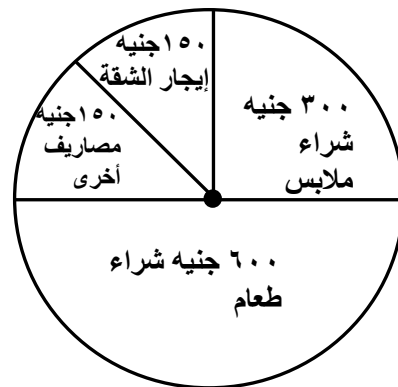 ١٥٠جنيه
إيجار الشقة
٣٠٠ جنيه
شراء
ملابس
١٥٠جنيه
مصاريف
أخرى
٦٠٠ جنيه شراء
طعام